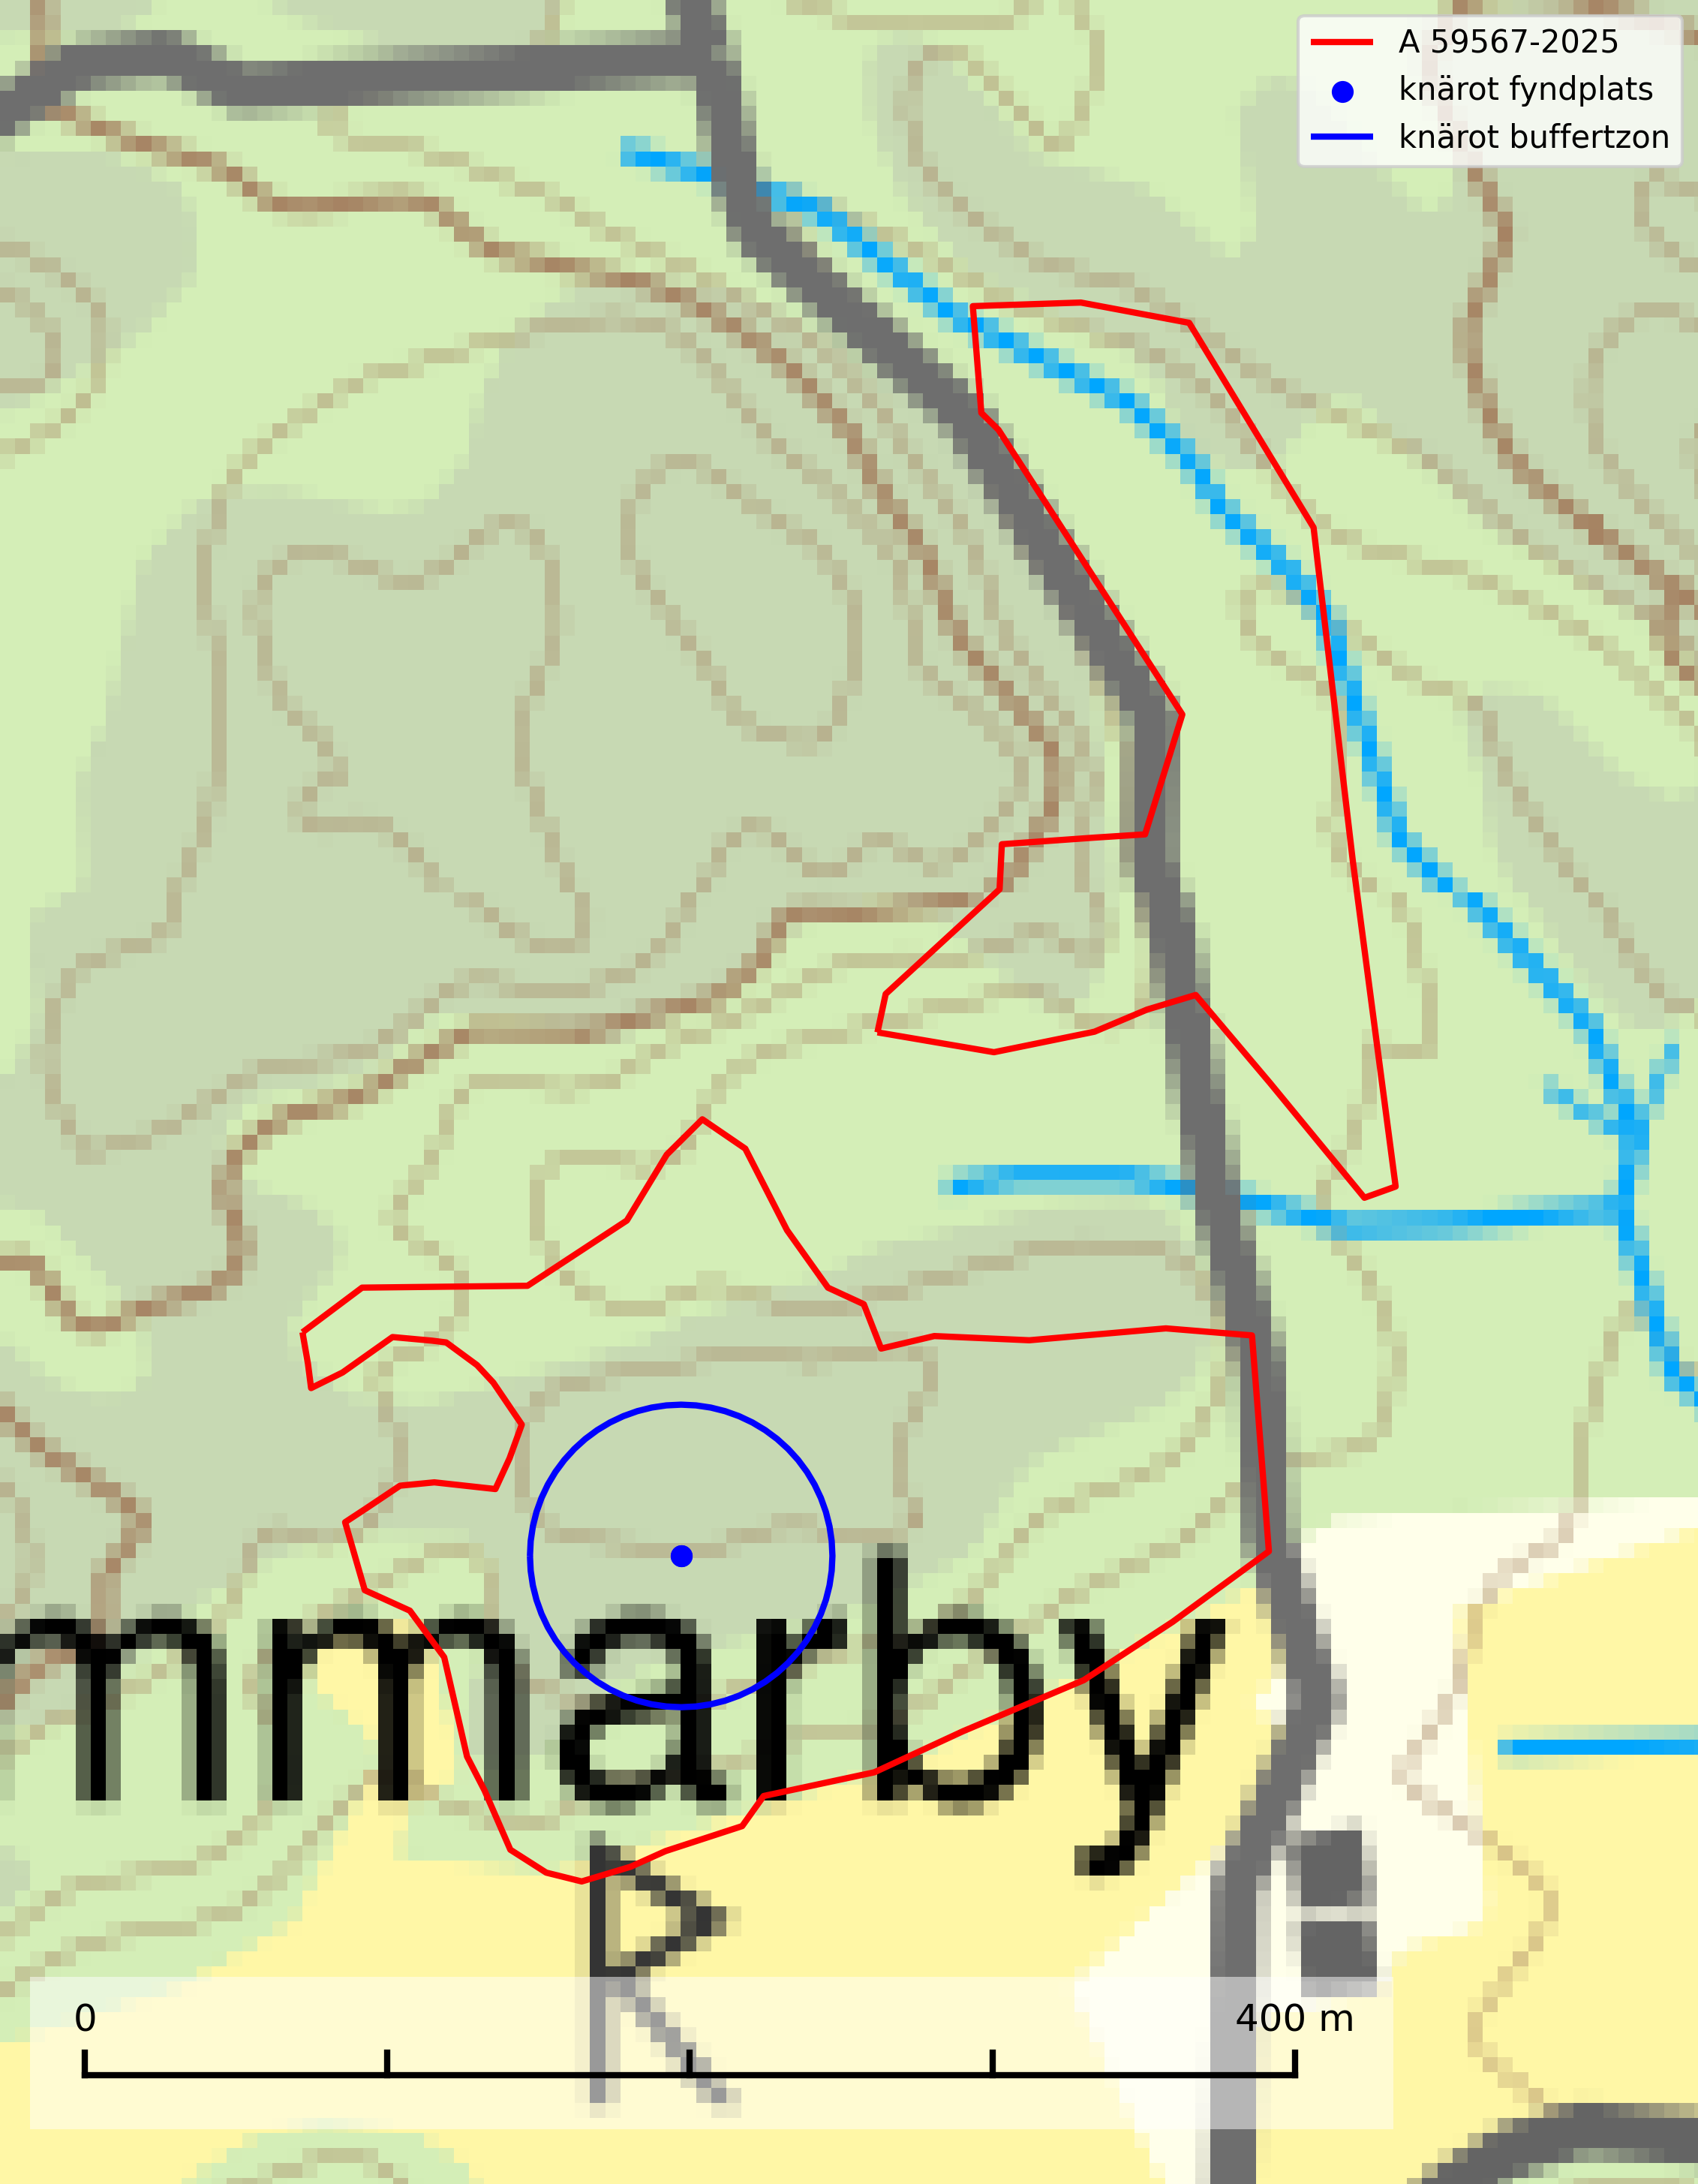 A 59567-2025
knärot fyndplats
knärot buffertzon
mmarby
R
0 400 m